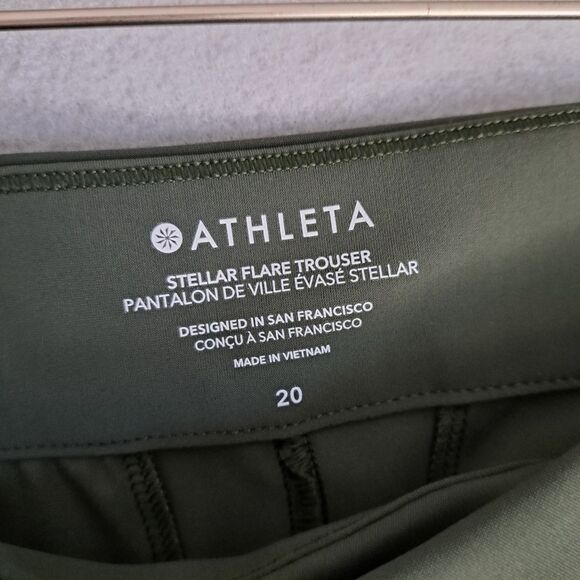 ATHLETA
STELLAR FLARE TROUSER
PANTALON DE VILLE ÉVASÉ STELLAR
DESIGNED IN SAN FRANCISCO
CONÇU À SAN FRANCISCO
MADE IN VIETNAM
20